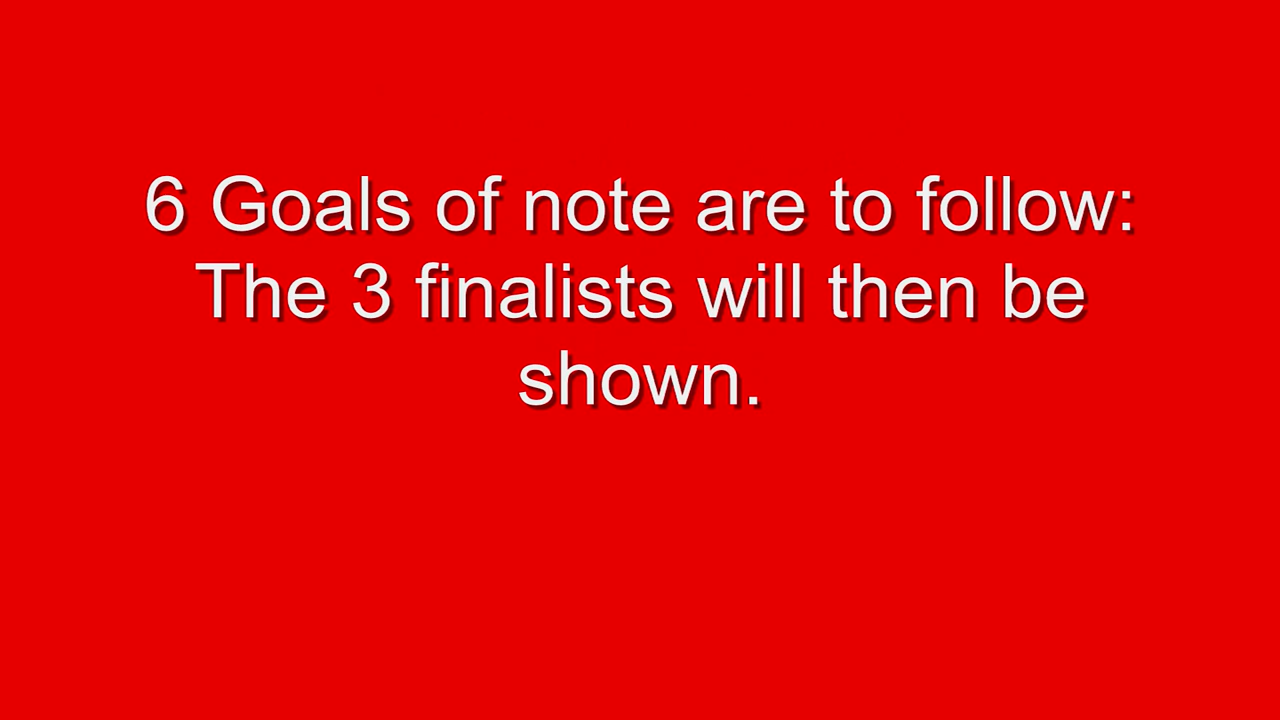 6 Goals of note are to follow:
The 3 finalists will then be
shown.